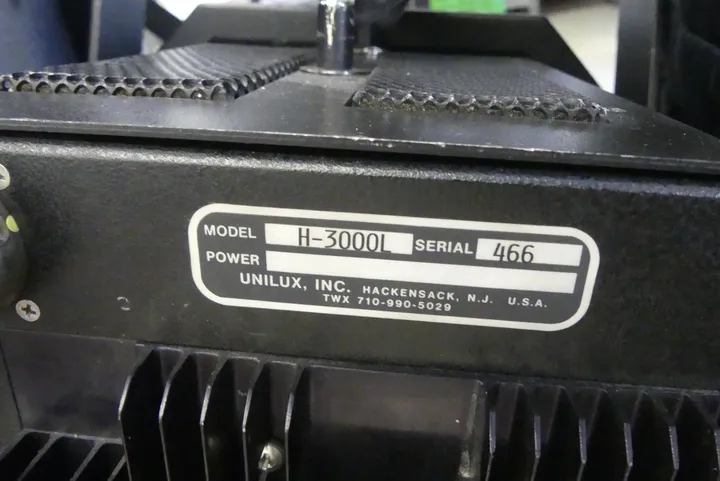 MODEL H-3000L SERIAL 466
POWER
UNILUX, INC. HACKENSACK, N.J. U.S.A.
TWX 710-990-5029